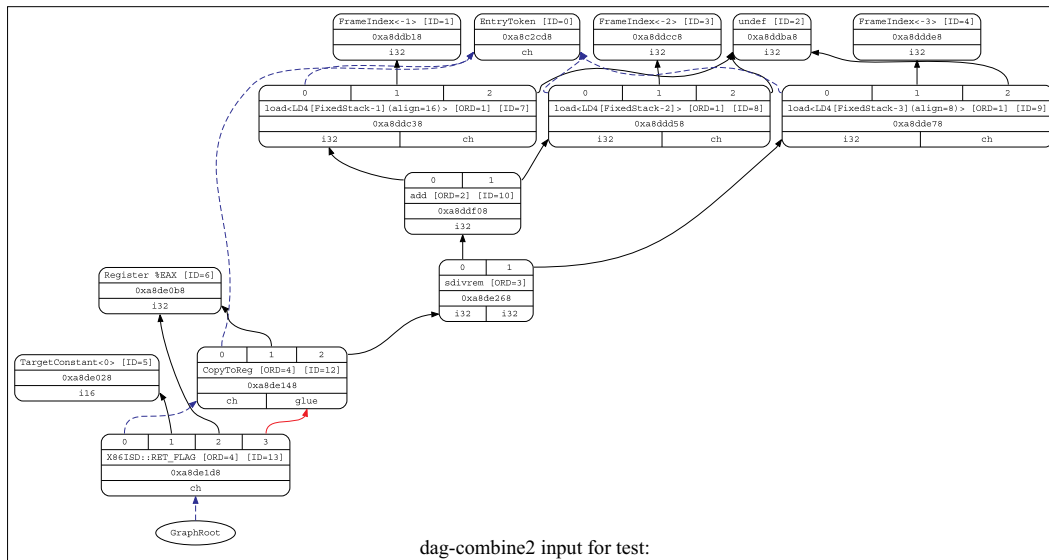 FrameIndex<-1> [ID=1]
0xa8ddb18
i32
EntryToken [ID=0]
0xa8c2cd8
ch
FrameIndex<-2> [ID=3]
0xa8ddcc8
i32
undef [ID=2]
0xa8ddba8
i32
FrameIndex<-3> [ID=4]
0xa8ddde8
i32
0 1 2
load<LD4[FixedStack-1](align=16)> [ORD=1] [ID=7]
0xa8ddc38
i32 ch
0 1 2
load<LD4[FixedStack-2]> [ORD=1] [ID=8]
0xa8ddd58
i32 ch
0 1 2
load<LD4[FixedStack-3](align=8)> [ORD=1] [ID=9]
0xa8dde78
i32 ch
0 1
add [ORD=2] [ID=10]
0xa8ddf08
i32
0 1
sdivrem [ORD=3]
0xa8de268
i32 i32
Register %EAX [ID=6]
0xa8de0b8
i32
0 1 2
CopyToReg [ORD=4] [ID=12]
0xa8de148
ch glue
TargetConstant<0> [ID=5]
0xa8de028
i16
0 1 2 3
X86ISD::RET_FLAG [ORD=4] [ID=13]
0xa8de1d8
ch
GraphRoot
dag-combine2 input for test: